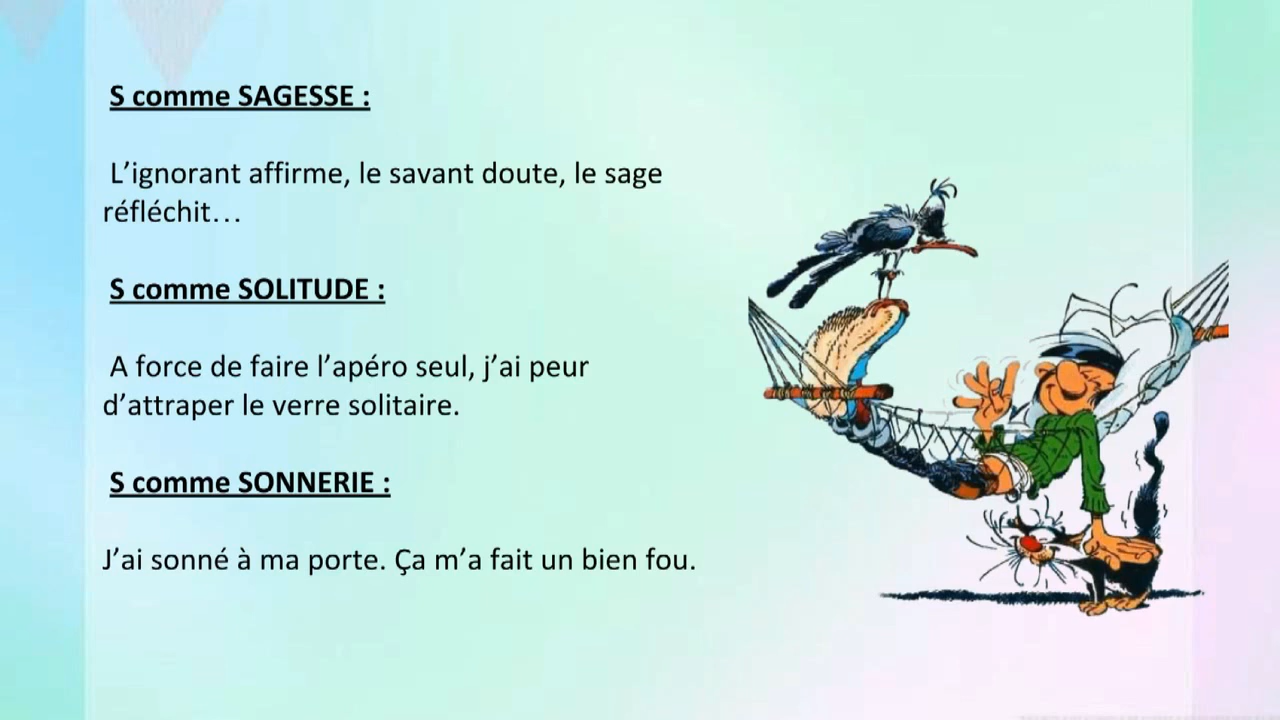 S comme SAGESSE :
L’ignorant affirme, le savant doute, le sage
réfléchit…
S comme SOLITUDE :
A force de faire l’apéro seul, j’ai peur
d’attraper le verre solitaire.
S comme SONNERIE :
J’ai sonné à ma porte. Ça m’a fait un bien fou.